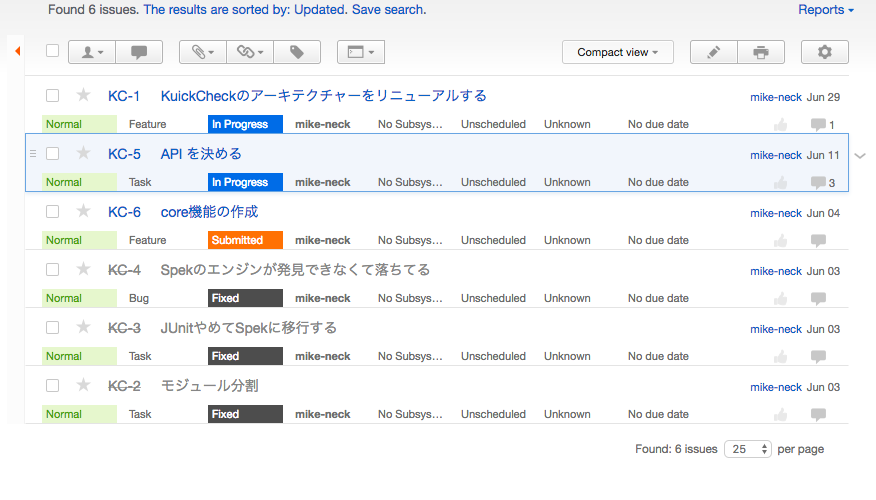 Found 6 issues. The results are sorted by: Updated. Save search. Reports
Compact view
KC-1 KuickCheckのアーキテクチャーをリニューアルする mike-neck Jun 29
Normal Feature In Progress mike-neck No Subsys... Unscheduled Unknown No due date 1
KC-5 API を決める mike-neck Jun 11
Normal Task In Progress mike-neck No Subsys... Unscheduled Unknown No due date 3
KC-6 core機能の作成 mike-neck Jun 04
Normal Feature Submitted mike-neck No Subsys... Unscheduled Unknown No due date
KC-4 Spekのエンジンが発見できなくて落ちてる mike-neck Jun 03
Normal Bug Fixed mike-neck No Subsys... Unscheduled Unknown No due date
KC-3 JUnitやめてSpekに移行する mike-neck Jun 03
Normal Task Fixed mike-neck No Subsys... Unscheduled Unknown No due date
KC-2 モジュール分割 mike-neck Jun 03
Normal Task Fixed mike-neck No Subsys... Unscheduled Unknown No due date
Found: 6 issues 25 per page